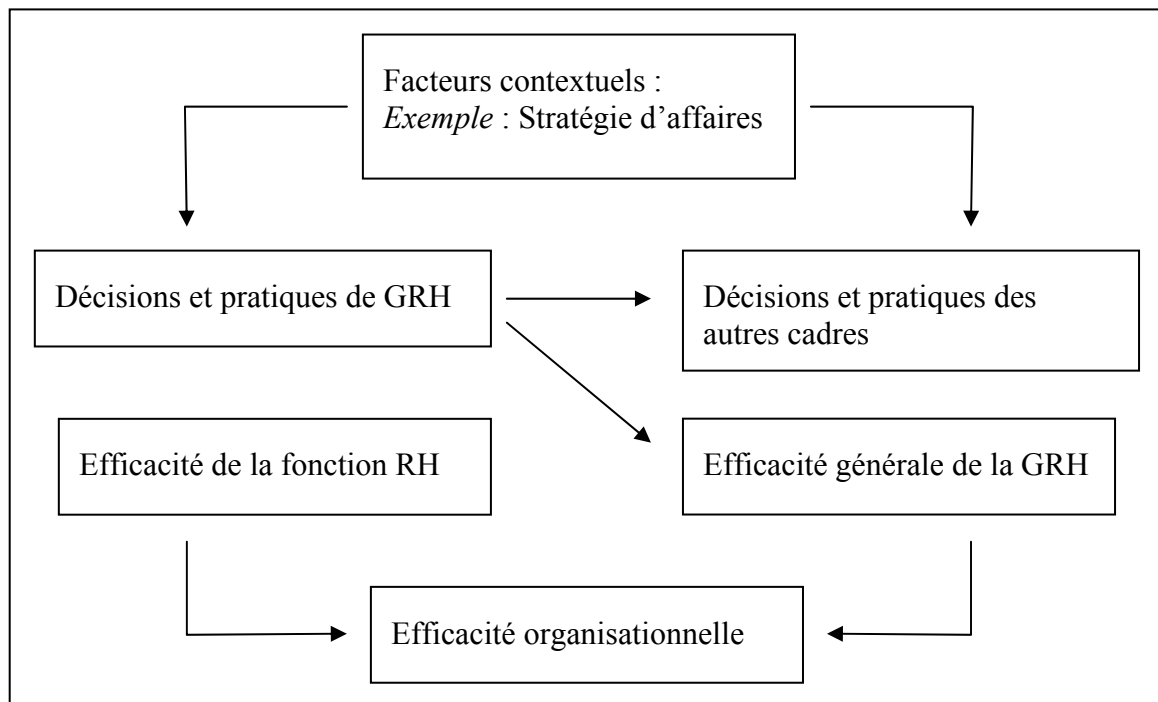 Facteurs contextuels :
Exemple : Stratégie d’affaires
Décisions et pratiques de GRH
Décisions et pratiques des
autres cadres
Efficacité de la fonction RH
Efficacité générale de la GRH
Efficacité organisationnelle